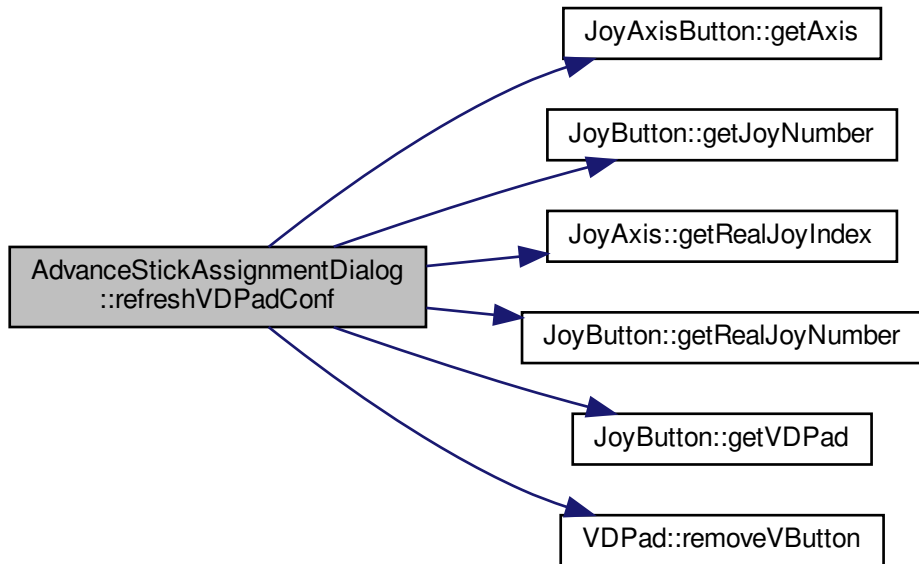 JoyAxisButton::getAxis
JoyButton::getJoyNumber
JoyAxis::getRealJoyIndex
AdvanceStickAssignmentDialog
::refreshVDPadConf
JoyButton::getRealJoyNumber
JoyButton::getVDPad
VDPad::removeVButton